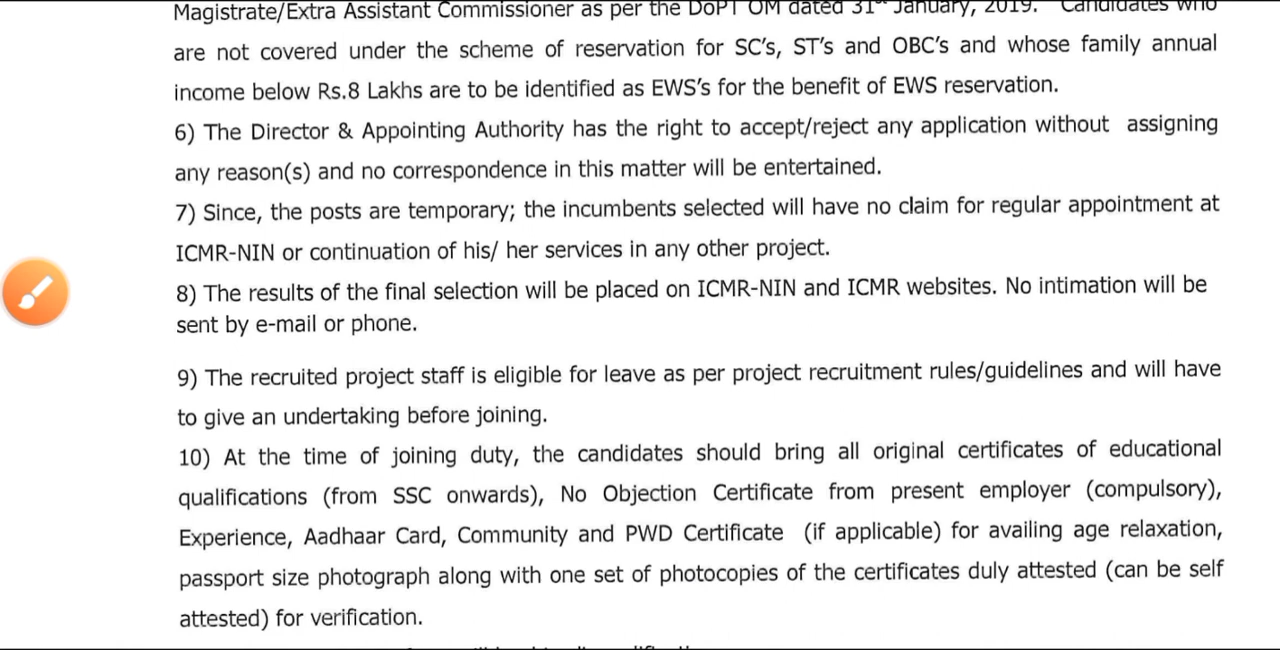 Magistrate/Extra Assistant Commissioner as per the DoPT OM dated 31st January, 2019. Candidates who
are not covered under the scheme of reservation for SC's, ST's and OBC's and whose family annual
income below Rs.8 Lakhs are to be identified as EWS's for the benefit of EWS reservation.
6) The Director & Appointing Authority has the right to accept/reject any application without assigning
any reason(s) and no correspondence in this matter will be entertained.
7) Since, the posts are temporary; the incumbents selected will have no claim for regular appointment at
ICMR-NIN or continuation of his/ her services in any other project.
8) The results of the final selection will be placed on ICMR-NIN and ICMR websites. No intimation will be
sent by e-mail or phone.
9) The recruited project staff is eligible for leave as per project recruitment rules/guidelines and will have
to give an undertaking before joining.
10) At the time of joining duty, the candidates should bring all original certificates of educational
qualifications (from SSC onwards), No Objection Certificate from present employer (compulsory),
Experience, Aadhaar Card, Community and PWD Certificate (if applicable) for availing age relaxation,
passport size photograph along with one set of photocopies of the certificates duly attested (can be self
attested) for verification.